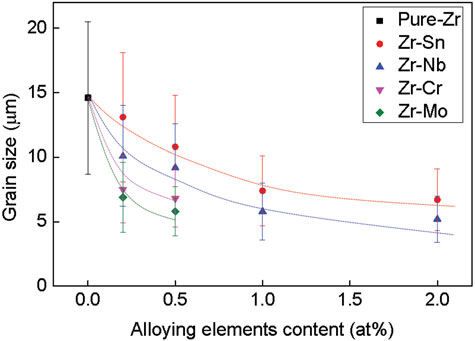 Pure-Zr
Zr-Sn
Zr-Nb
Zr-Cr
Zr-Mo
20
15
10
5
0
Grain size (μm)
0.0 0.5 1.0 1.5 2.0
Alloying elements content (at%)